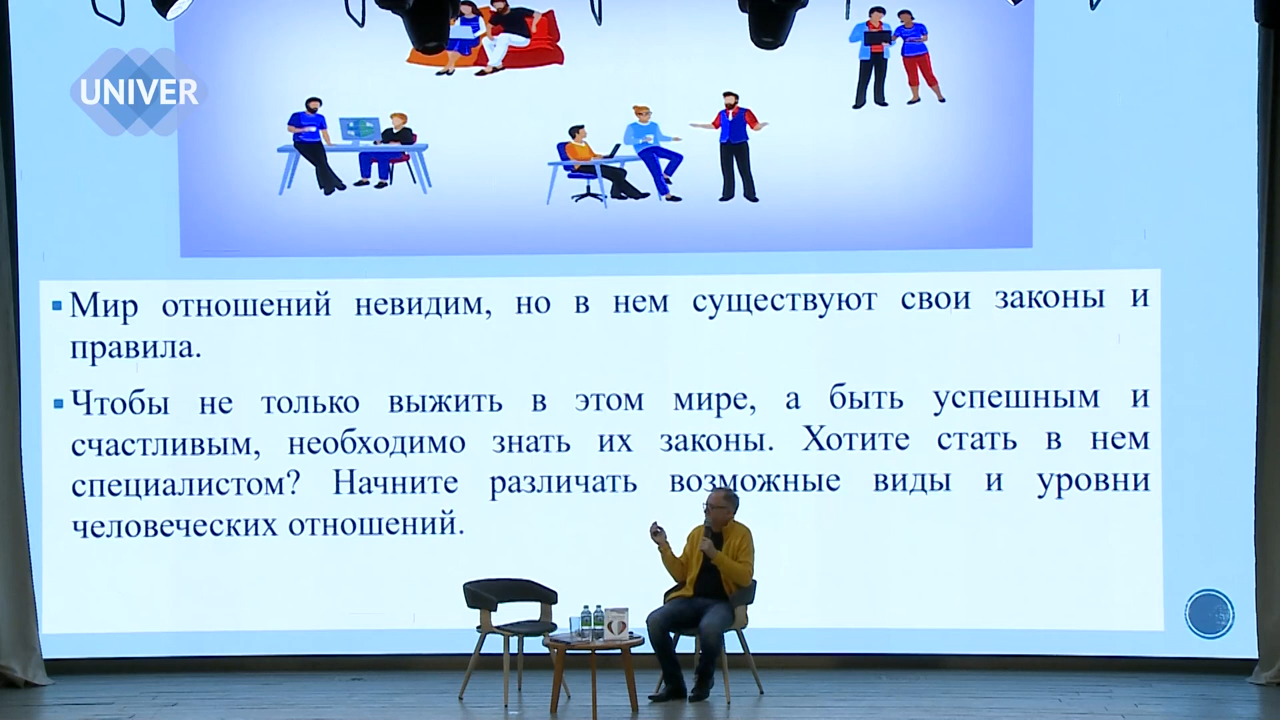 UNIVER
Мир отношений невидим, но в нем существуют свои законы и
правила.
Чтобы не только выжить в этом мире, а быть успешным и
счастливым, необходимо знать их законы. Хотите стать в нем
специалистом? Начните различать возможные виды и уровни
человеческих отношений.